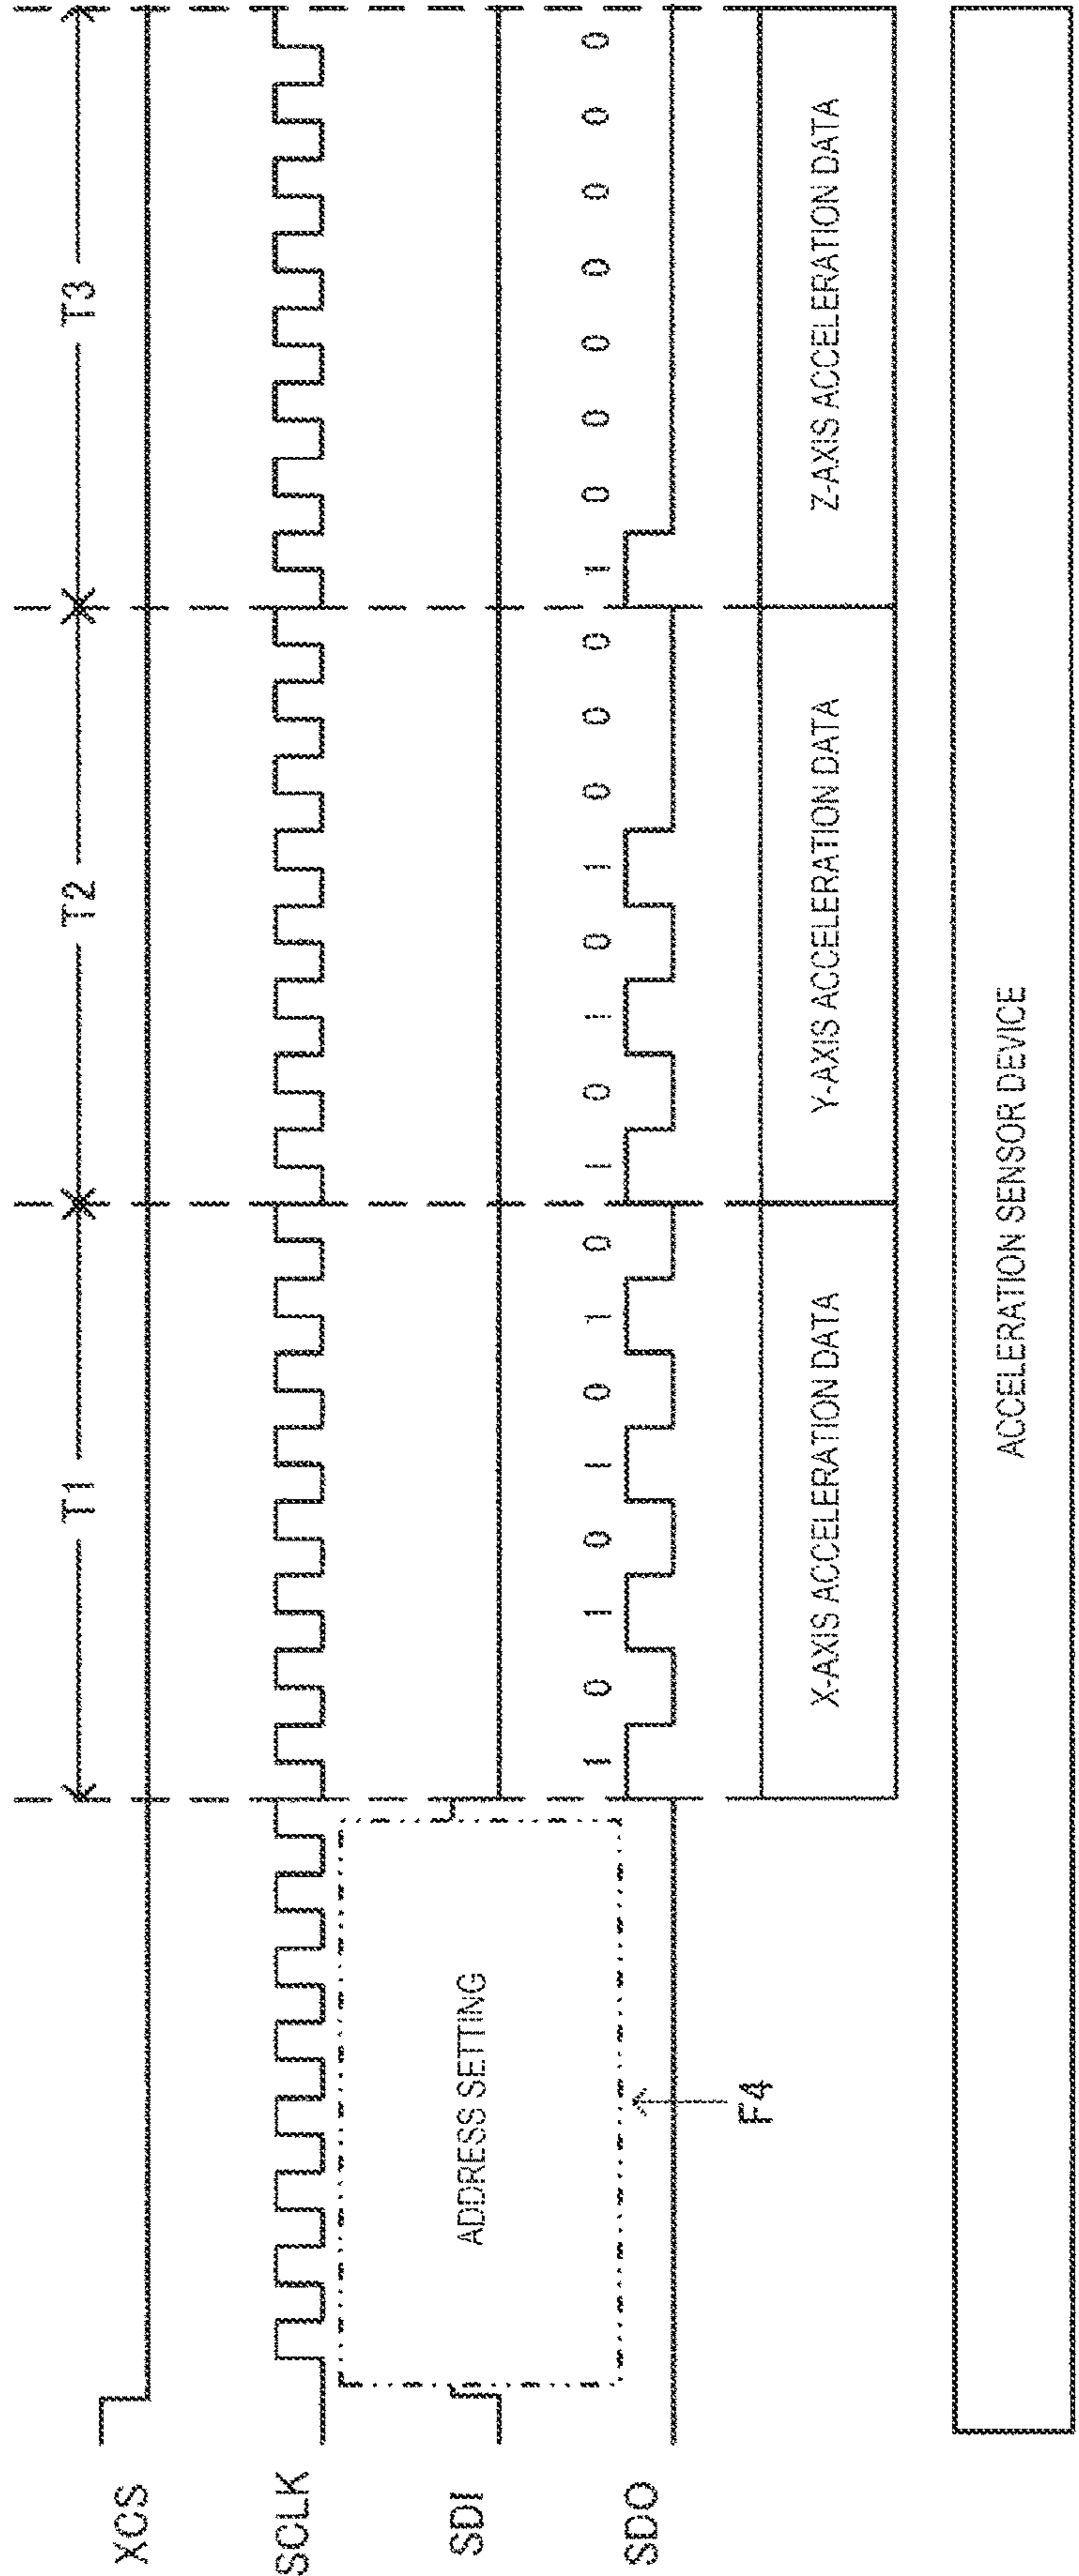 T1 T2 T3
XCS
SCLK
SDI
ADDRESS SETTING
SDO
1 0 1 0 1 0 1 0 1 0 1 0 1 0 0 0 1 0 0 0 0 0 0 0
F4
X-AXIS ACCELERATION DATA
Y-AXIS ACCELERATION DATA
Z-AXIS ACCELERATION DATA
ACCELERATION SENSOR DEVICE